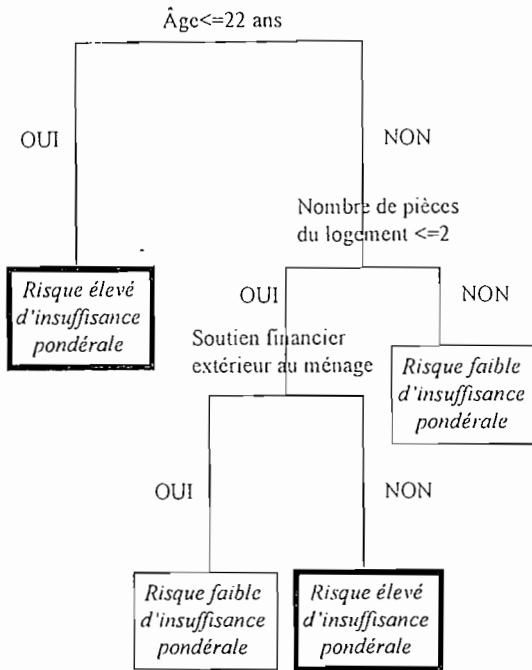 Âge<=22 ans
OUI
NON
Nombre de pièces
du logement <=2
Risque élevé
d'insuffisance
pondérale
OUI
NON
Soutien financier
extérieur au ménage
Risque faible
d'insuffisance
pondérale
OUI
NON
Risque faible
d'insuffisance
pondérale
Risque élevé
d'insuffisance
pondérale